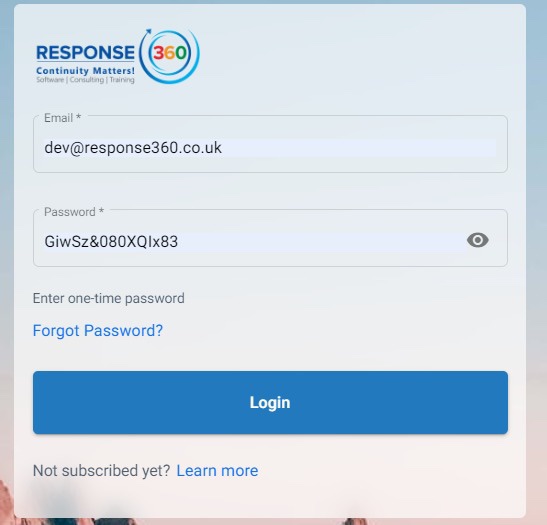 RESPONSE 360
Continuity Matters!
Software | Consulting | Training
Email *
dev@response360.co.uk
Password *
GiwSz&080XQIx83
Enter one-time password
Forgot Password?
Login
Not subscribed yet? Learn more